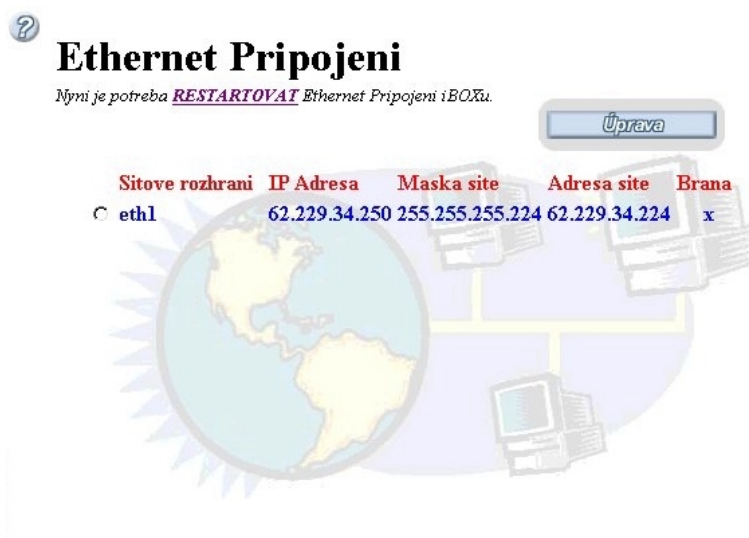 ?
Ethernet Pripojeni
Nyni je potreba RESTARTOVAT Ethernet Pripojeni iBOXu.
Úprava
Sitove rozhrani IP Adresa Maska site Adresa site Brana
eth1 62.229.34.250 255.255.255.224 62.229.34.224 x